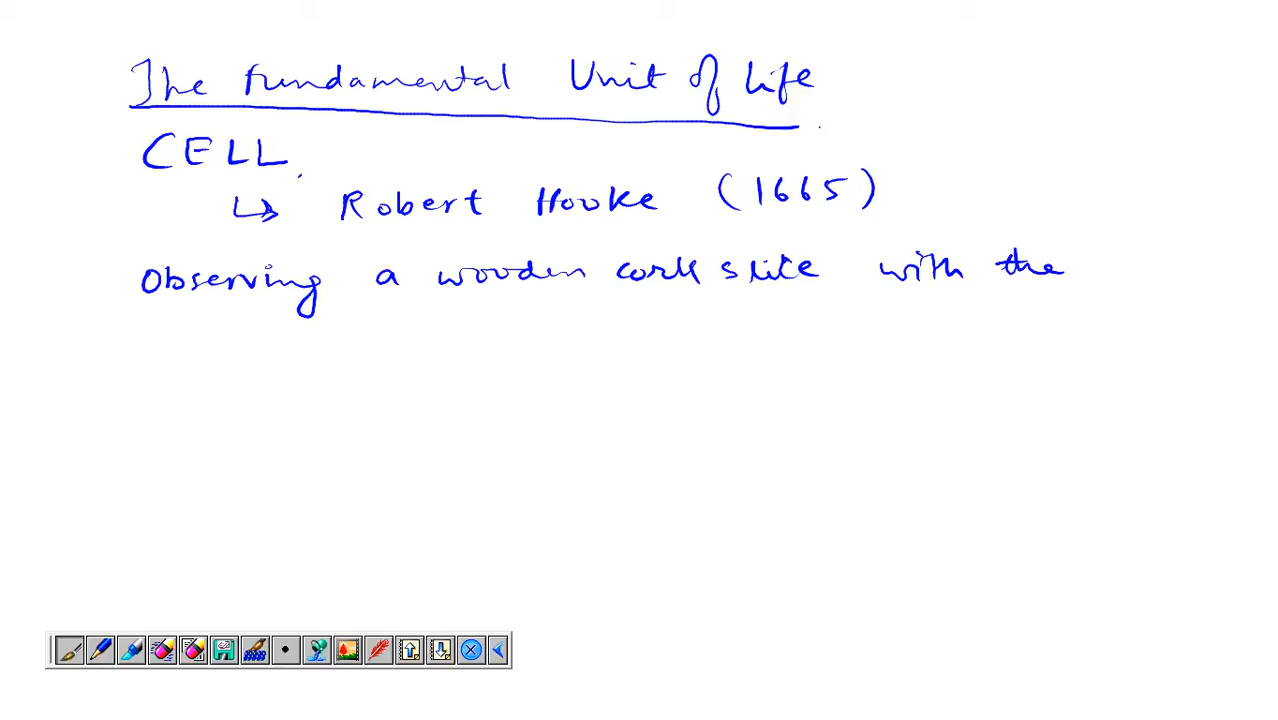 The Fundamental Unit of life
CELL
↳ Robert Hooke (1665)
Observing a wooden cork slice with the